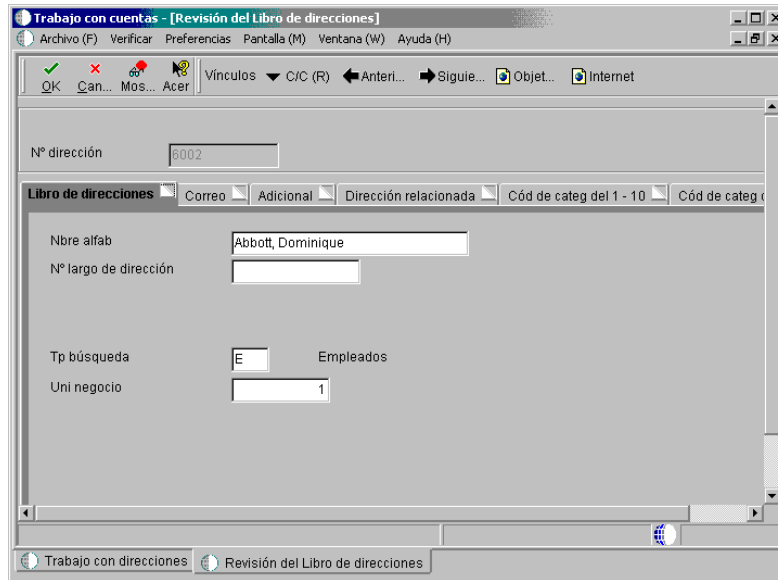 Trabajo con cuentas - [Revisión del Libro de direcciones]
Archivo (F) Verificar Preferencias Pantalla (M) Ventana (W) Ayuda (H)
OK Can... Mos... Acer Vínculos C/C (R) Anteri... Siguie... Objet... Internet
Nº dirección 6002
Libro de direcciones Correo Adicional Dirección relacionada Cód de categ del 1 - 10 Cód de categ
Nbre alfab Abbott, Dominique
Nº largo de dirección
Tp búsqueda E Empleados
Uni negocio 1
Trabajo con direcciones Revisión del Libro de direcciones